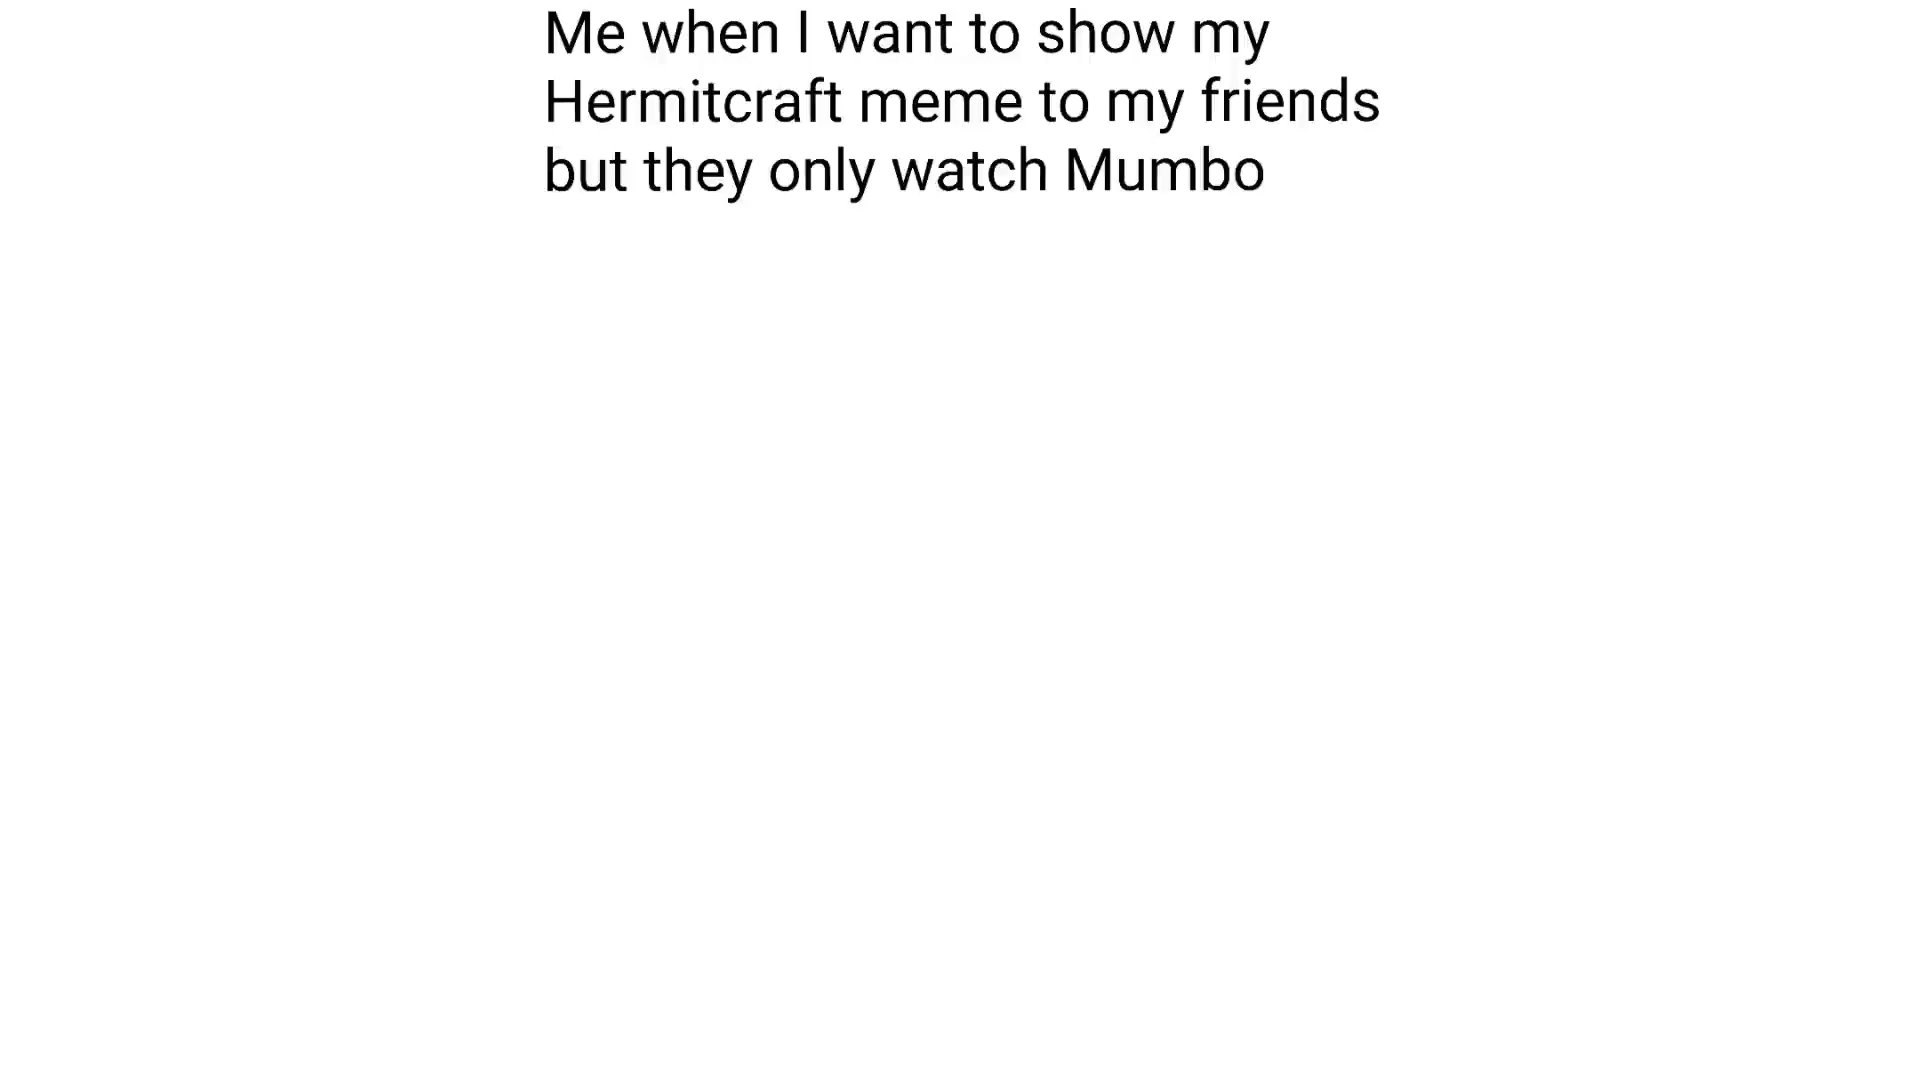 Me when I want to show my
Hermitcraft meme to my friends
but they only watch Mumbo